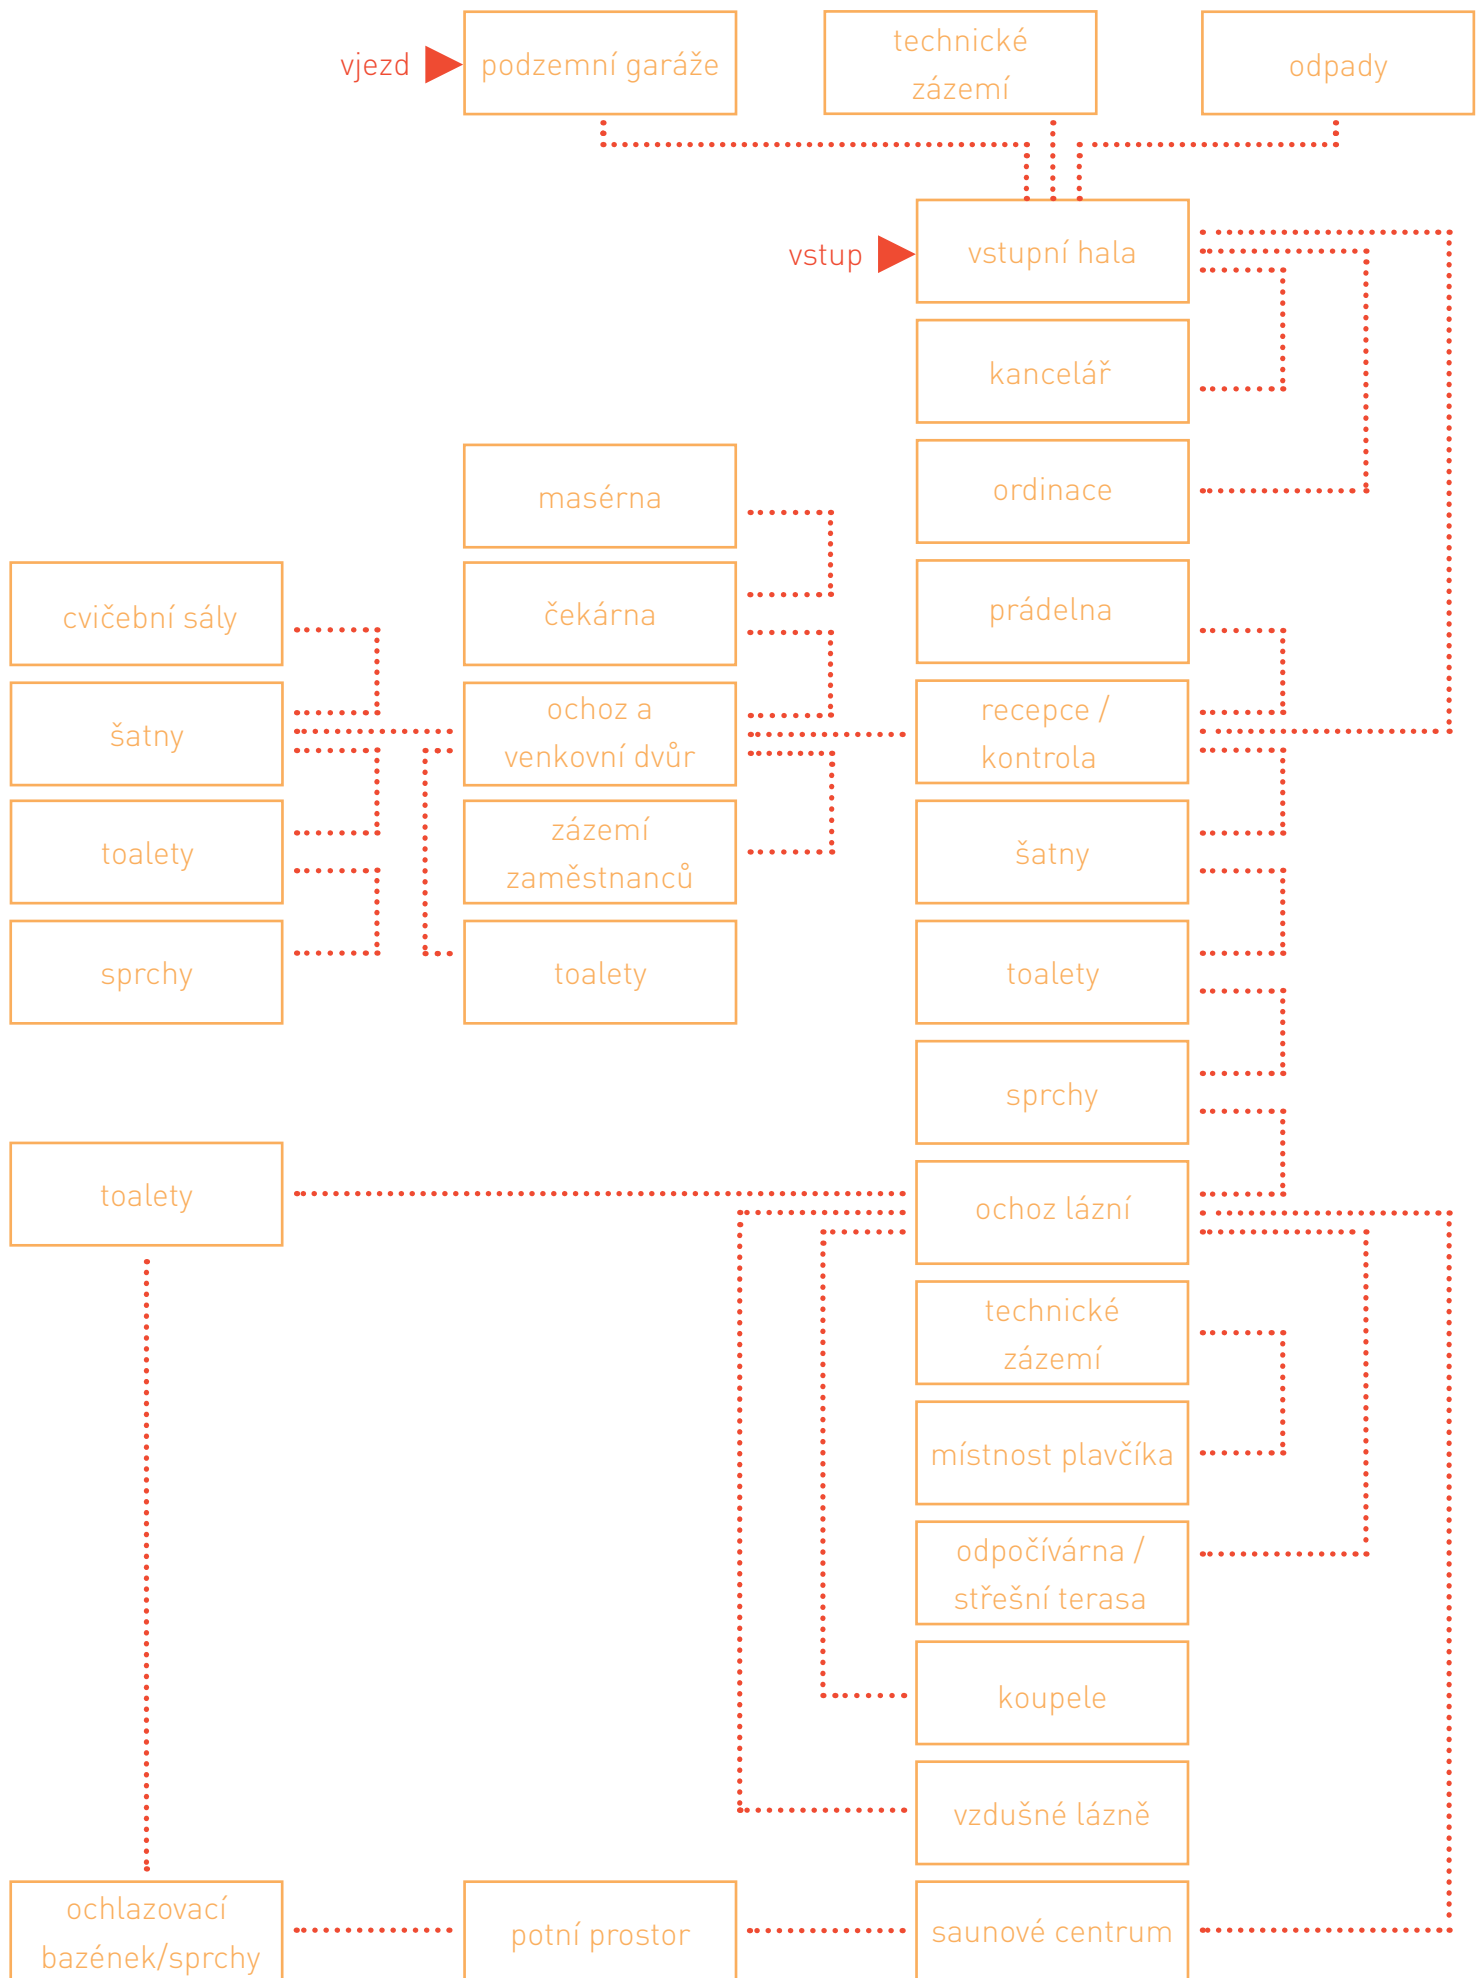 vjezd
podzemní garáže
technické
zázemí
odpady
vstup
vstupní hala
kancelář
ordinace
masérna
cvičební sály
čekárna
prádelna
šatny
ochoz a
venkovní dvůr
recepce /
kontrola
toalety
zázemí
zaměstnanců
šatny
sprchy
toalety
toalety
sprchy
toalety
ochoz lázní
technické
zázemí
místnost plavčíka
odpočívárna /
střešní terasa
koupele
vzdušné lázně
ochlazovací
bazének/sprchy
potní prostor
saunové centrum